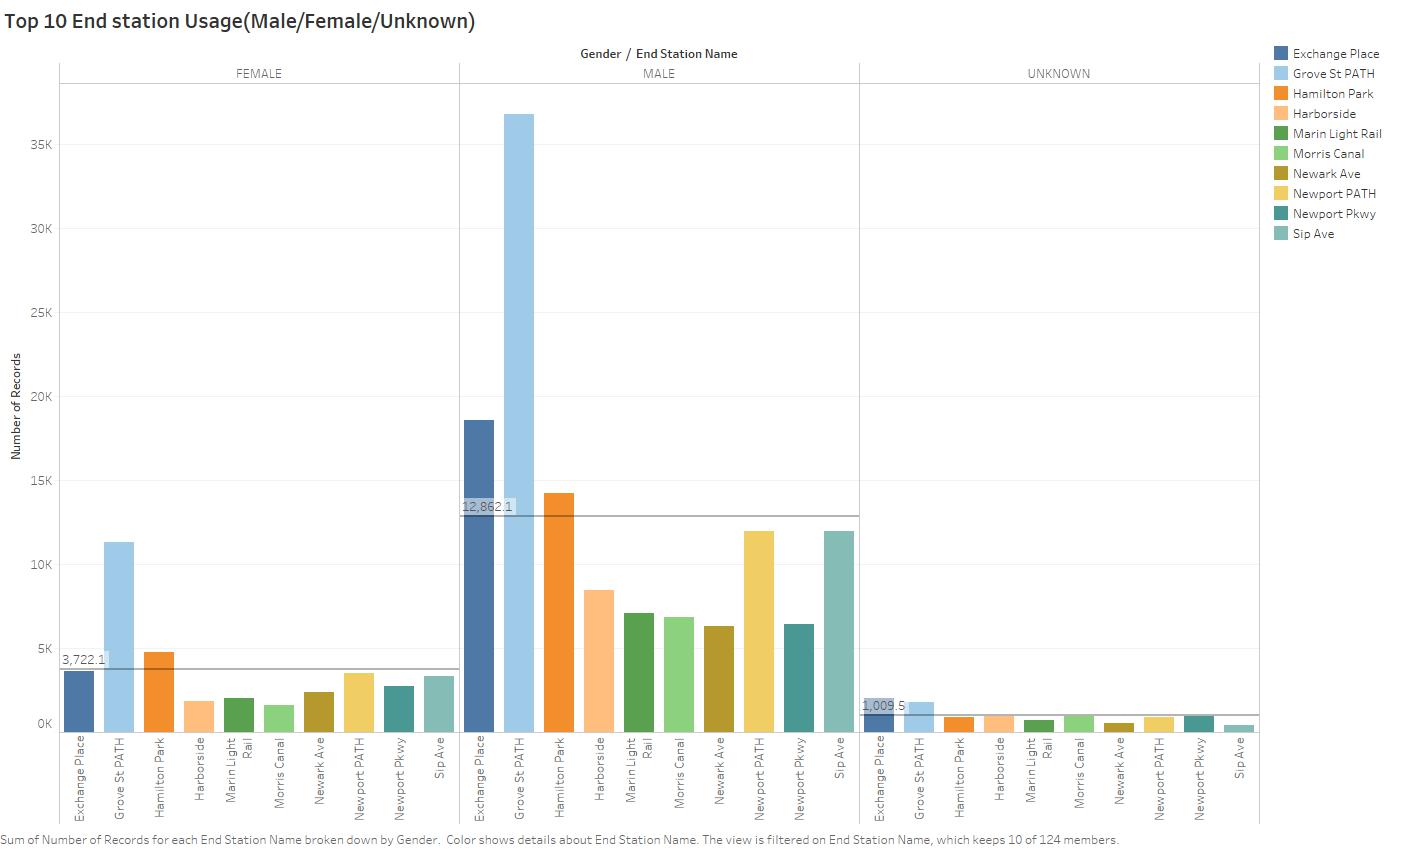 Top 10 End station Usage(Male/Female/Unknown)
Gender / End Station Name
FEMALE
MALE
UNKNOWN
Number of Records
35K
30K
25K
20K
15K
10K
5K
0K
3,722.1
12,862.1
1,009.5
Exchange Place
Grove St PATH
Hamilton Park
Harborside
Marin Light
Rail
Morris Canal
Newark Ave
Newport PATH
Newport Pkwy
Sip Ave
Exchange Place
Grove St PATH
Hamilton Park
Harborside
Marin Light
Rail
Morris Canal
Newark Ave
Newport PATH
Newport Pkwy
Sip Ave
Exchange Place
Grove St PATH
Hamilton Park
Harborside
Marin Light
Rail
Morris Canal
Newark Ave
Newport PATH
Newport Pkwy
Sip Ave
Exchange Place
Grove St PATH
Hamilton Park
Harborside
Marin Light Rail
Morris Canal
Newark Ave
Newport PATH
Newport Pkwy
Sip Ave
Sum of Number of Records for each End Station Name broken down by Gender. Color shows details about End Station Name. The view is filtered on End Station Name, which keeps 10 of 124 members.